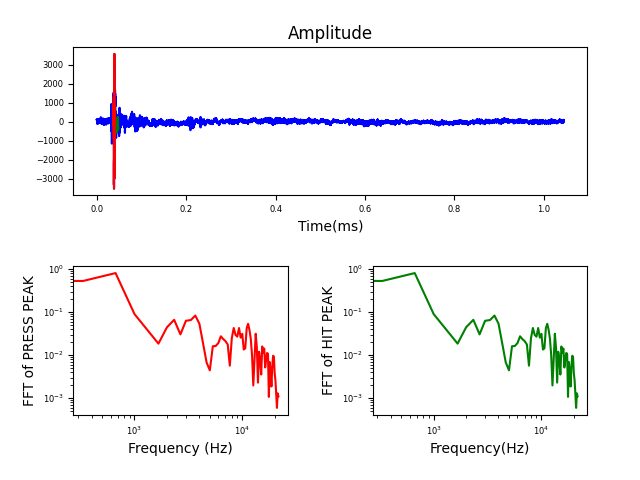 Amplitude
3000
2000
1000
0
−1000
−2000
−3000
0.0 0.2 0.4 0.6 0.8 1.0
Time(ms)
FFT of PRESS PEAK
10⁰
10⁻¹
10⁻²
10⁻³
10³ 10⁴
Frequency (Hz)
FFT of HIT PEAK
10⁰
10⁻¹
10⁻²
10⁻³
10³ 10⁴
Frequency(Hz)